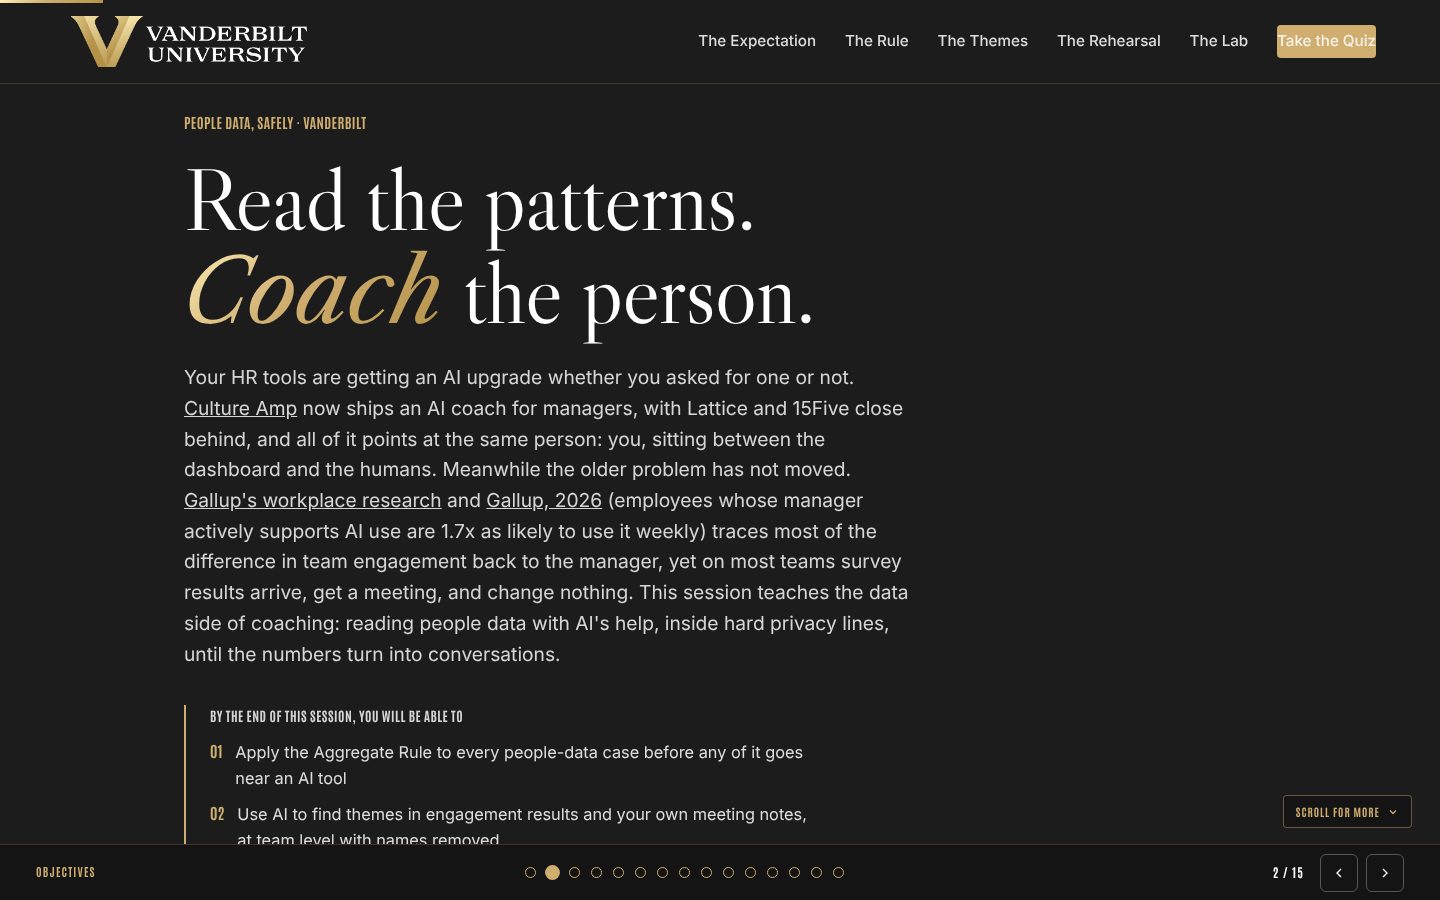 VANDERBILT
UNIVERSITY
The Expectation
The Rule
The Themes
The Rehearsal
The Lab
Take the Quiz
PEOPLE DATA, SAFELY · VANDERBILT
Read the patterns.
Coach the person.
Your HR tools are getting an AI upgrade whether you asked for one or not.
Culture Amp now ships an AI coach for managers, with Lattice and 15Five close
behind, and all of it points at the same person: you, sitting between the
dashboard and the humans. Meanwhile the older problem has not moved.
Gallup's workplace research and Gallup, 2026 (employees whose manager
actively supports AI use are 1.7x as likely to use it weekly) traces most of the
difference in team engagement back to the manager, yet on most teams survey
results arrive, get a meeting, and change nothing. This session teaches the data
side of coaching: reading people data with AI's help, inside hard privacy lines,
until the numbers turn into conversations.
BY THE END OF THIS SESSION, YOU WILL BE ABLE TO
01 Apply the Aggregate Rule to every people-data case before any of it goes
near an AI tool
02 Use AI to find themes in engagement results and your own meeting notes,
at team level with names removed
SCROLL FOR MORE
OBJECTIVES
2 / 15